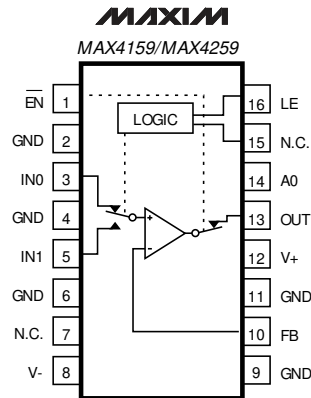 MAXIM
MAX4159/MAX4259
EN 1
GND 2
IN0 3
GND 4
IN1 5
GND 6
N.C. 7
V- 8
LOGIC
+
-
16 LE
15 N.C.
14 A0
13 OUT
12 V+
11 GND
10 FB
9 GND